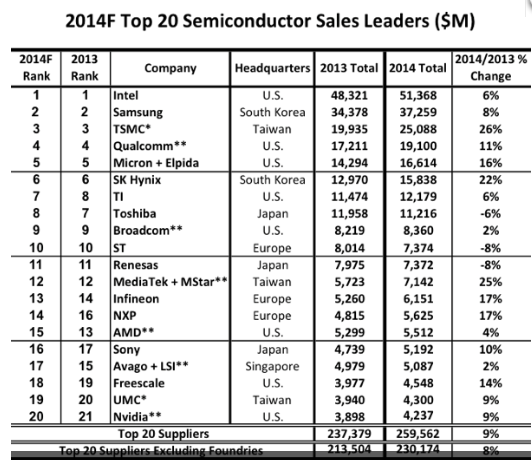 2014F Top 20 Semiconductor Sales Leaders ($M)
2014F Rank 2013 Rank Company Headquarters 2013 Total 2014 Total 2014/2013 % Change
1 1 Intel U.S. 48,321 51,368 6%
2 2 Samsung South Korea 34,378 37,259 8%
3 3 TSMC* Taiwan 19,935 25,088 26%
4 4 Qualcomm** U.S. 17,211 19,100 11%
5 5 Micron + Elpida U.S. 14,294 16,614 16%
6 6 SK Hynix South Korea 12,970 15,838 22%
7 8 TI U.S. 11,474 12,179 6%
8 7 Toshiba Japan 11,958 11,216 -6%
9 9 Broadcom** U.S. 8,219 8,360 2%
10 10 ST Europe 8,014 7,374 -8%
11 11 Renesas Japan 7,975 7,372 -8%
12 12 MediaTek + MStar** Taiwan 5,723 7,142 25%
13 14 Infineon Europe 5,260 6,151 17%
14 16 NXP Europe 4,815 5,625 17%
15 13 AMD** U.S. 5,299 5,512 4%
16 17 Sony Japan 4,739 5,192 10%
17 15 Avago + LSI** Singapore 4,979 5,087 2%
18 19 Freescale U.S. 3,977 4,548 14%
19 20 UMC* Taiwan 3,940 4,300 9%
20 21 Nvidia** U.S. 3,898 4,237 9%
Top 20 Suppliers 237,379 259,562 9%
Top 20 Suppliers Excluding Foundries 213,504 230,174 8%